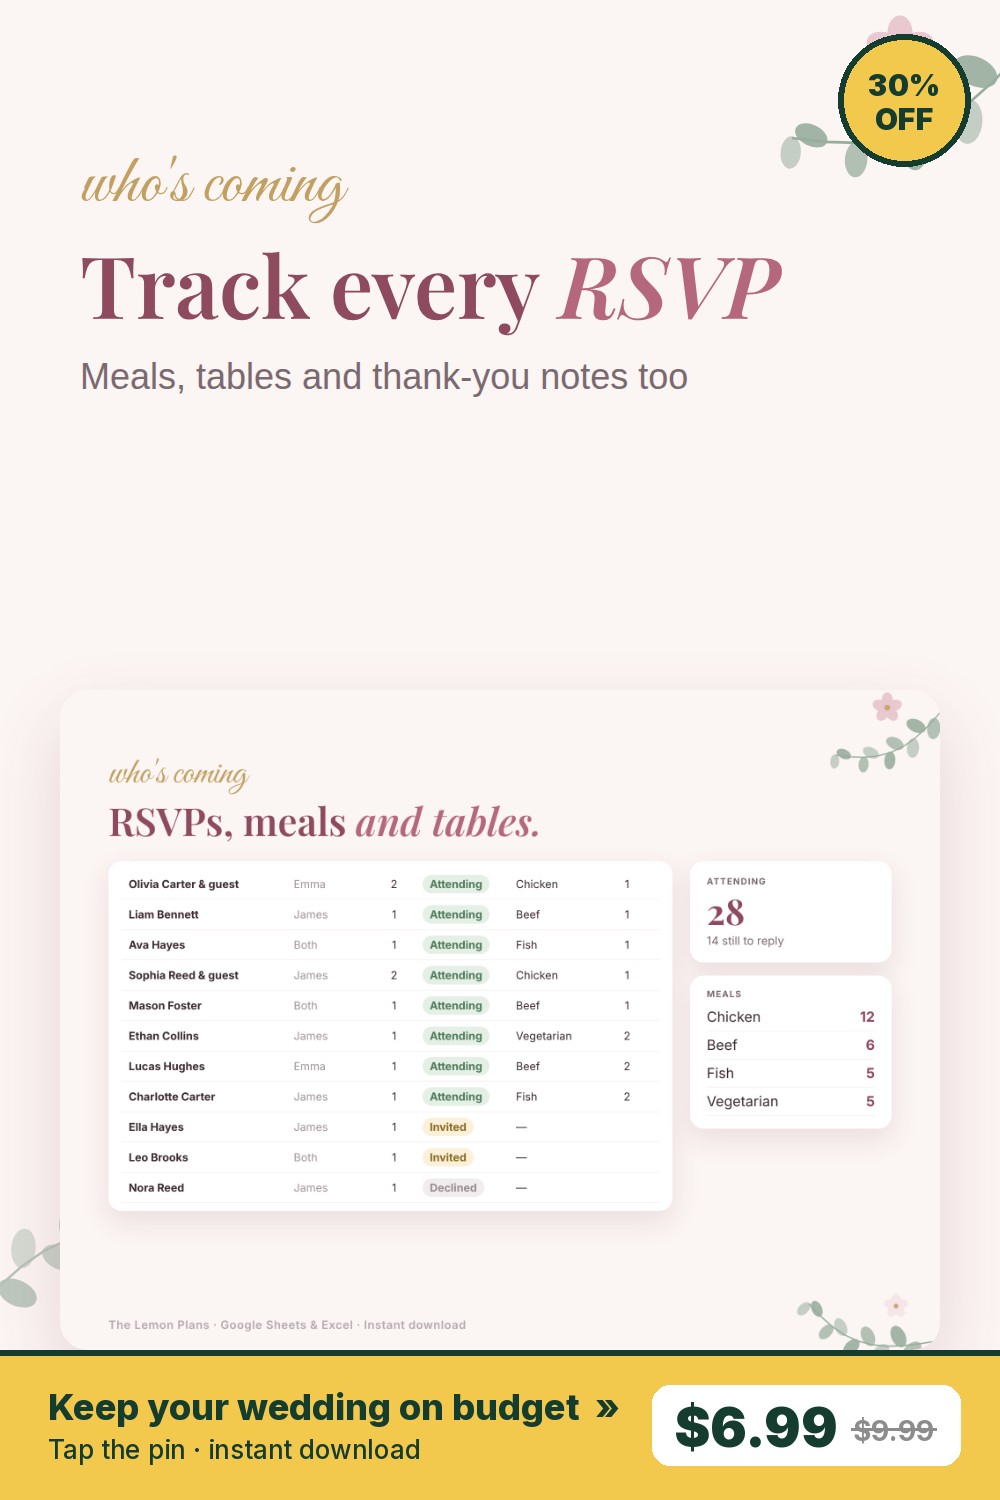 30%
OFF
who's coming
Track every RSVP
Meals, tables and thank-you notes too
who's coming
RSVPs, meals and tables.
Olivia Carter & guest Emma 2 Attending Chicken 1
Liam Bennett James 1 Attending Beef 1
Ava Hayes Both 1 Attending Fish 1
Sophia Reed & guest James 2 Attending Chicken 1
Mason Foster Both 1 Attending Beef 1
Ethan Collins James 1 Attending Vegetarian 2
Lucas Hughes Emma 1 Attending Beef 2
Charlotte Carter James 1 Attending Fish 2
Ella Hayes James 1 Invited —
Leo Brooks Both 1 Invited —
Nora Reed James 1 Declined —
ATTENDING
28
14 still to reply
MEALS
Chicken 12
Beef 6
Fish 5
Vegetarian 5
The Lemon Plans · Google Sheets & Excel · Instant download
Keep your wedding on budget »
Tap the pin · instant download
$6.99 $9.99